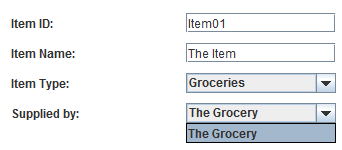 Item ID: Item01
Item Name: The Item
Item Type: Groceries
Supplied by: The Grocery
The Grocery